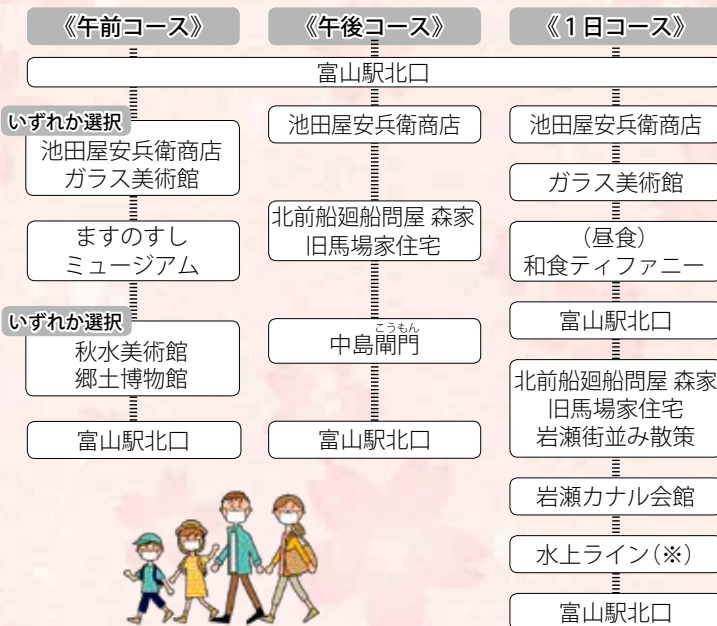 《午前コース》
《午後コース》
《1日コース》
富山駅北口
いずれか選択
池田屋安兵衛商店
ガラス美術館
ますのすし
ミュージアム
いずれか選択
秋水美術館
郷土博物館
富山駅北口
池田屋安兵衛商店
北前船廻船問屋 森家
旧馬場家住宅
こうもん
中島閘門
富山駅北口
池田屋安兵衛商店
ガラス美術館
(昼食)
和食ティファニー
富山駅北口
北前船廻船問屋 森家
旧馬場家住宅
岩瀬街並み散策
岩瀬カナル会館
水上ライン(※)
富山駅北口